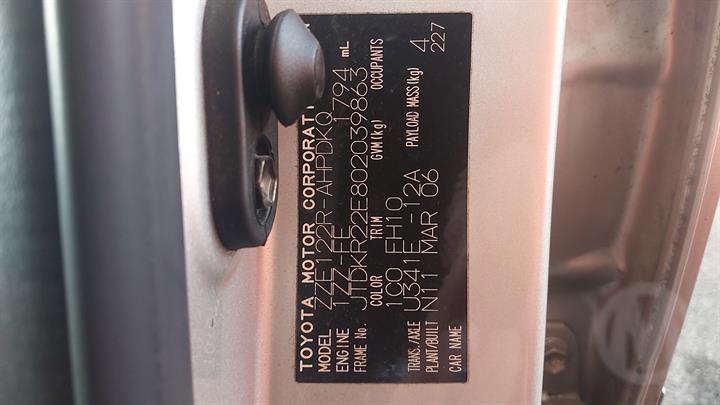 TOYOTA MOTOR CORPORATI
MODEL ZZE122R-AHPDKQ
ENGINE 1ZZ-FE 1794 mL
FRAME No. JTDKR22E802039863
COLOR TRIM GVM(kg) OCCUPANTS
1C0 EH10 4
TRANS./AXLE U341E -12A PAYLOAD MASS(kg) 227
PLANT/BUILT N11 MAR 06
CAR NAME